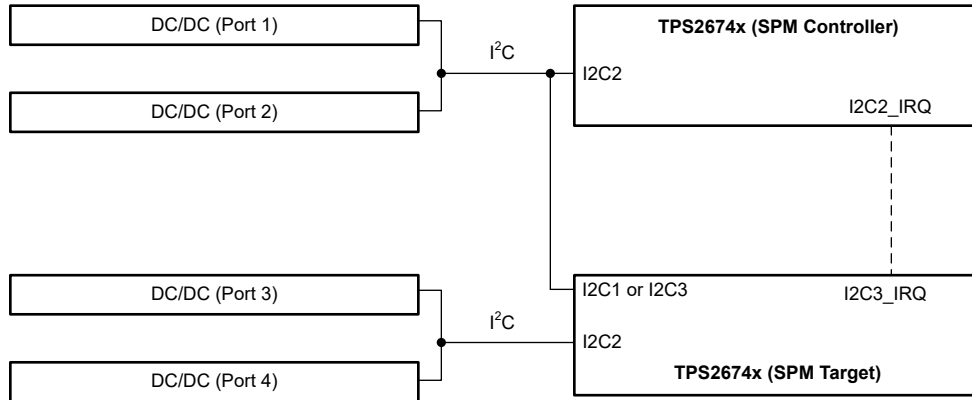 DC/DC (Port 1)
TPS2674x (SPM Controller)
I²C
I2C2
DC/DC (Port 2)
I2C2_IRQ
DC/DC (Port 3)
I2C1 or I2C3
I2C3_IRQ
I²C
I2C2
DC/DC (Port 4)
TPS2674x (SPM Target)